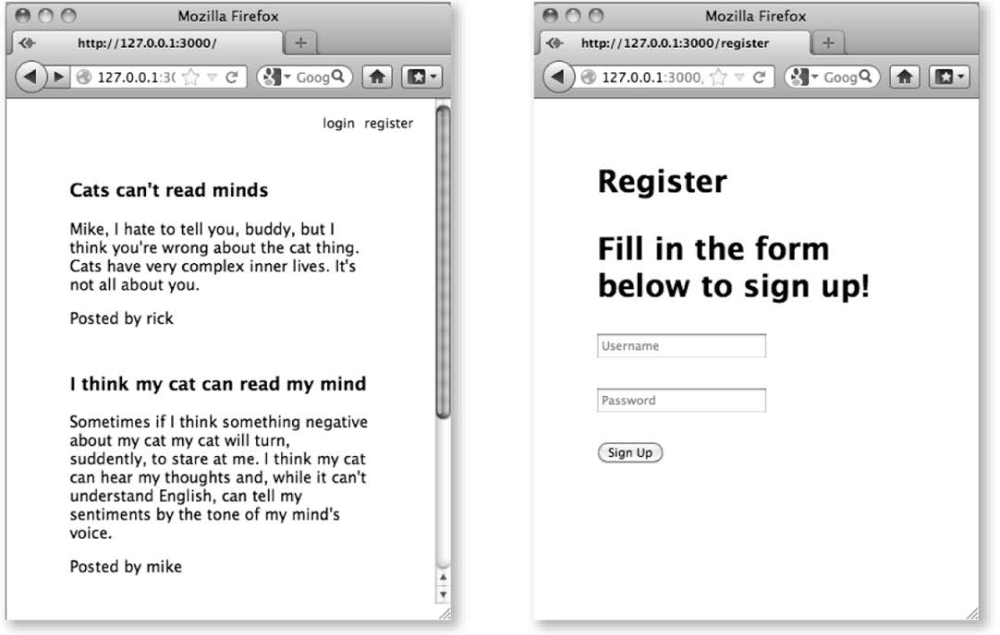 Mozilla Firefox
http://127.0.0.1:3000/
127.0.0.1:3(
Goog
login register
Cats can't read minds
Mike, I hate to tell you, buddy, but I
think you're wrong about the cat thing.
Cats have very complex inner lives. It's
not all about you.
Posted by rick
I think my cat can read my mind
Sometimes if I think something negative
about my cat my cat will turn,
suddently, to stare at me. I think my cat
can hear my thoughts and, while it can't
understand English, can tell my
sentiments by the tone of my mind's
voice.
Posted by mike
Mozilla Firefox
http://127.0.0.1:3000/register
127.0.0.1:3000,
Goog
Register
Fill in the form
below to sign up!
Username
Password
Sign Up